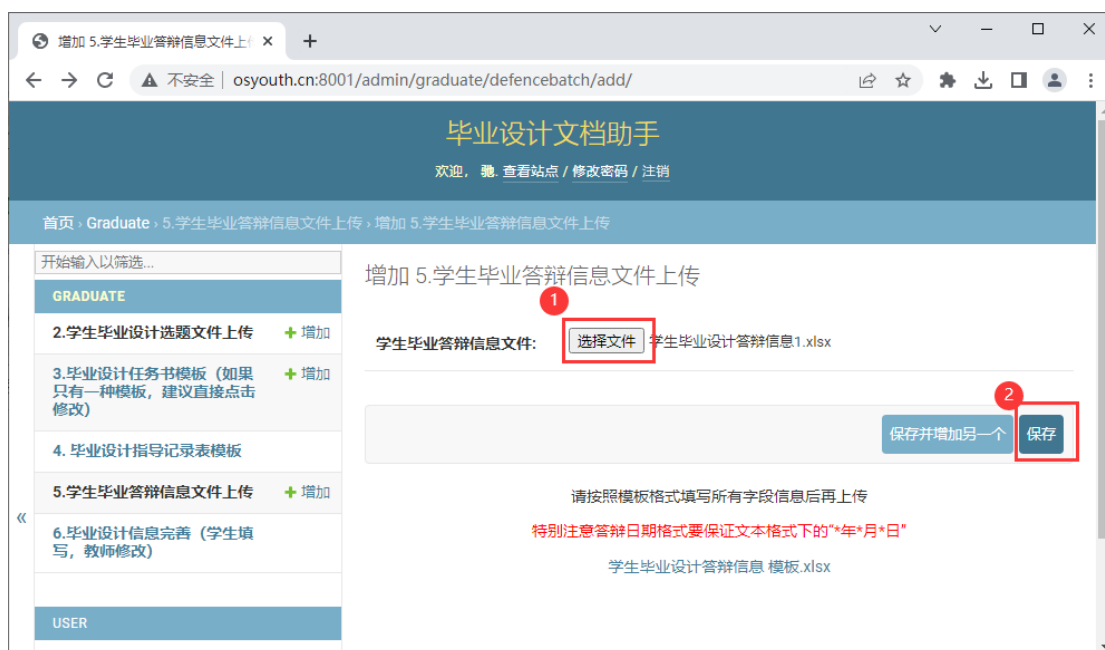 增加 5.学生毕业答辩信息文件上传
不安全 | osyouth.cn:8001/admin/graduate/defencebatch/add/
毕业设计文档助手
欢迎， 驰. 查看站点 / 修改密码 / 注销
首页 › Graduate › 5.学生毕业答辩信息文件上传 › 增加 5.学生毕业答辩信息文件上传
开始输入以筛选...
GRADUATE
2.学生毕业设计选题文件上传 增加
3.毕业设计任务书模板（如果
只有一种模板，建议直接点击
修改）
增加
4. 毕业设计指导记录表模板
5.学生毕业答辩信息文件上传 增加
6.毕业设计信息完善（学生填
写，教师修改）
USER
«
增加 5.学生毕业答辩信息文件上传
1
学生毕业答辩信息文件: 选择文件 学生毕业设计答辩信息1.xlsx
2
保存并增加另一个 保存
请按照模板格式填写所有字段信息后再上传
特别注意答辩日期格式要保证文本格式下的"*年*月*日"
学生毕业设计答辩信息 模板.xlsx